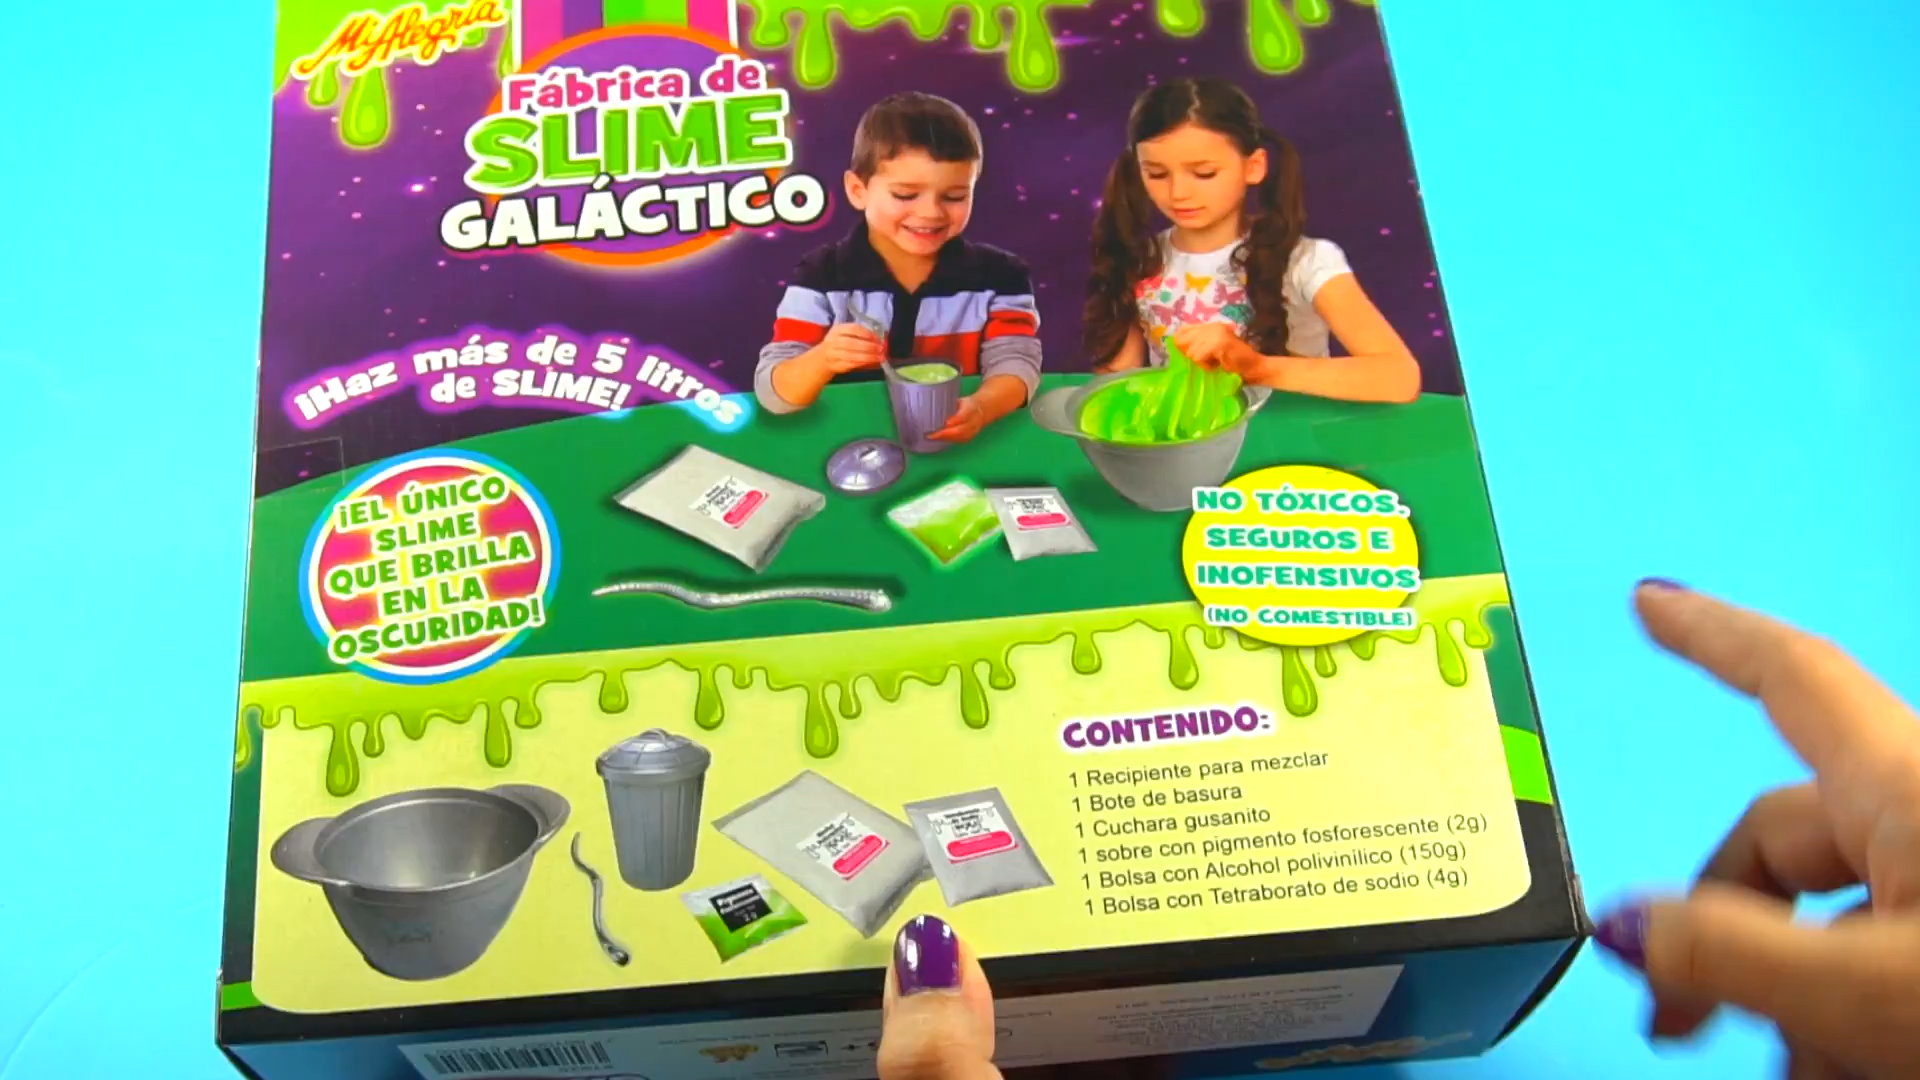 Mi Alegría
Fábrica de
SLIME
GALÁCTICO
¡Haz más de 5 litros
de SLIME!
¡EL ÚNICO
SLIME
QUE BRILLA
EN LA
OSCURIDAD!
NO TÓXICOS,
SEGUROS E
INOFENSIVOS
(NO COMESTIBLE)
CONTENIDO:
1 Recipiente para mezclar
1 Bote de basura
1 Cuchara gusanito
1 sobre con pigmento fosforescente (2g)
1 Bolsa con Alcohol polivinilico (150g)
1 Bolsa con Tetraborato de sodio (4g)
Pigmento
2 g